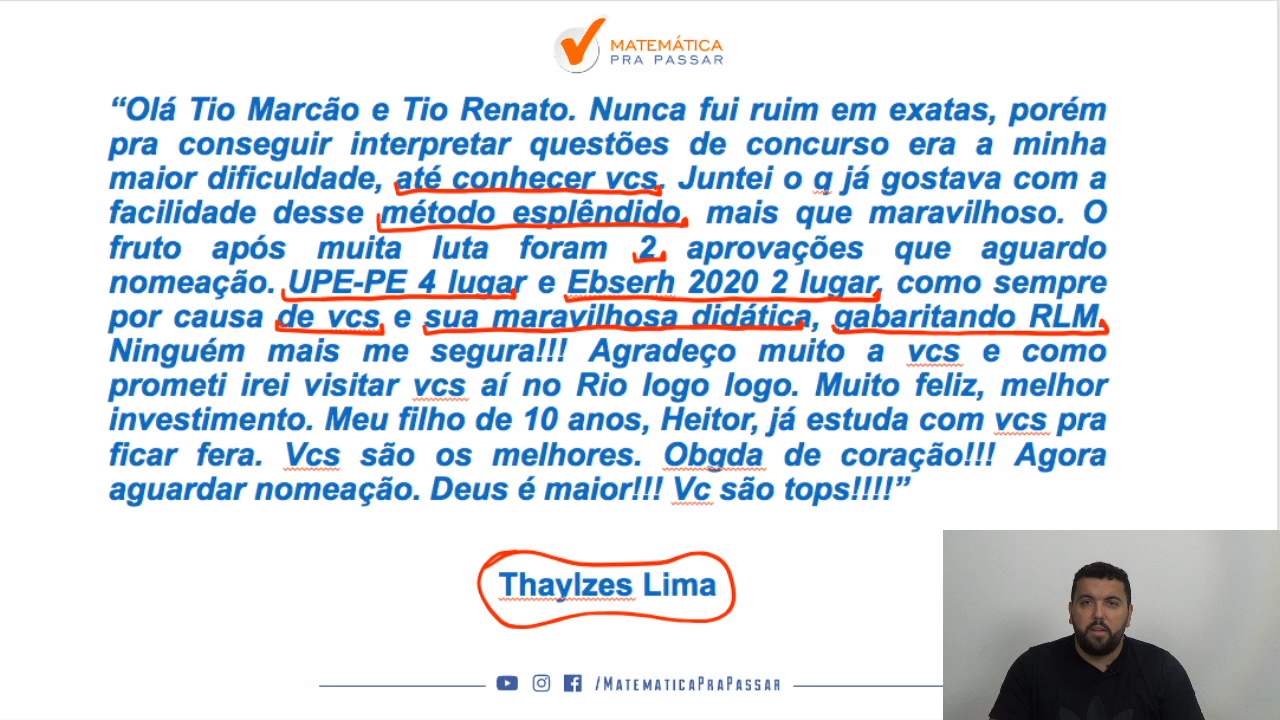 MATEMÁTICA
PRA PASSAR
“Olá Tio Marcão e Tio Renato. Nunca fui ruim em exatas, porém
pra conseguir interpretar questões de concurso era a minha
maior dificuldade, até conhecer vcs. Juntei o q já gostava com a
facilidade desse método esplêndido, mais que maravilhoso. O
fruto após muita luta foram 2 aprovações que aguardo
nomeação. UPE-PE 4 lugar e Ebserh 2020 2 lugar, como sempre
por causa de vcs e sua maravilhosa didática, gabaritando RLM.
Ninguém mais me segura!!! Agradeço muito a vcs e como
prometi irei visitar vcs aí no Rio logo logo. Muito feliz, melhor
investimento. Meu filho de 10 anos, Heitor, já estuda com vcs pra
ficar fera. Vcs são os melhores. Obgda de coração!!! Agora
aguardar nomeação. Deus é maior!!! Vc são tops!!!!”
Thaylzes Lima
/MATEMATICAPRAPASSAR